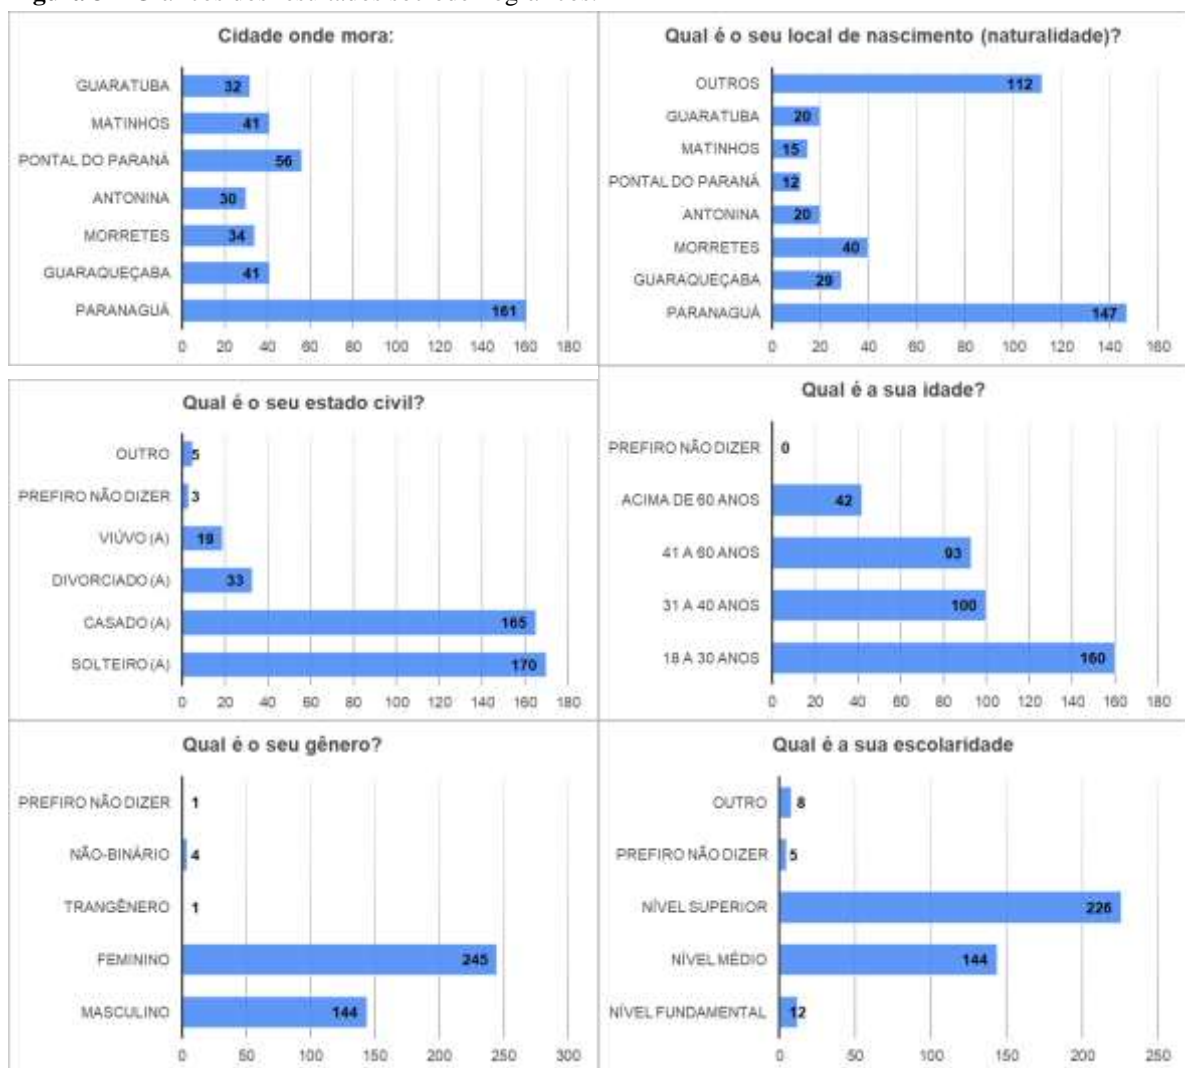 Cidade onde mora:
GUARATUBA 32
MATINHOS 41
PONTAL DO PARANÁ 56
ANTONINA 30
MORRETES 34
GUARAQUEÇABA 41
PARANAGUÁ 161
0 20 40 60 80 100 120 140 160 180
Qual é o seu local de nascimento (naturalidade)?
OUTROS 112
GUARATUBA 20
MATINHOS 15
PONTAL DO PARANÁ 12
ANTONINA 20
MORRETES 40
GUARAQUEÇABA 29
PARANAGUÁ 147
0 20 40 60 80 100 120 140 160
Qual é o seu estado civil?
OUTRO 5
PREFIRO NÃO DIZER 3
VIÚVO (A) 19
DIVORCIADO (A) 33
CASADO (A) 165
SOLTEIRO (A) 170
0 20 40 60 80 100 120 140 160 180
Qual é a sua idade?
PREFIRO NÃO DIZER 0
ACIMA DE 60 ANOS 42
41 A 60 ANOS 93
31 A 40 ANOS 100
18 A 30 ANOS 160
0 20 40 60 80 100 120 140 160 180
Qual é o seu gênero?
PREFIRO NÃO DIZER 1
NÃO-BINÁRIO 4
TRANGÊNERO 1
FEMININO 245
MASCULINO 144
0 50 100 150 200 250 300
Qual é a sua escolaridade
OUTRO 8
PREFIRO NÃO DIZER 5
NÍVEL SUPERIOR 226
NÍVEL MÉDIO 144
NÍVEL FUNDAMENTAL 12
0 50 100 150 200 250